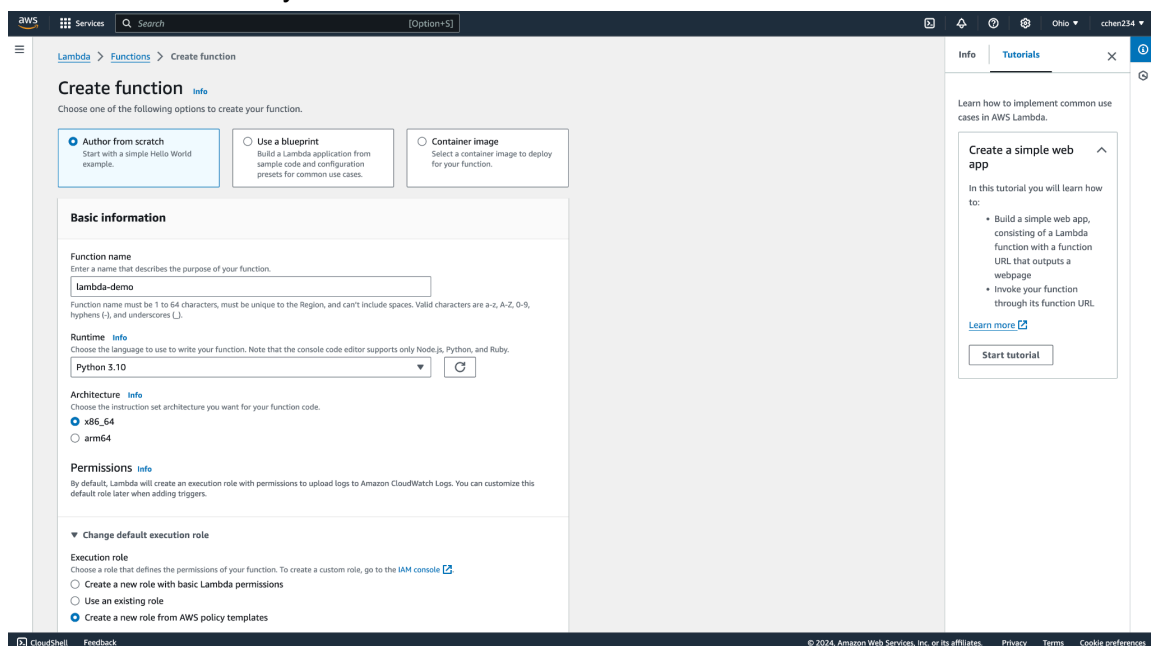 aws
Services
Search
[Option+S]
Ohio
cchen234
Lambda > Functions > Create function
Create function Info
Choose one of the following options to create your function.
Author from scratch
Start with a simple Hello World
example.
Use a blueprint
Build a Lambda application from
sample code and configuration
presets for common use cases.
Container image
Select a container image to deploy
for your function.
Basic information
Function name
Enter a name that describes the purpose of your function.
lambda-demo
Function name must be 1 to 64 characters, must be unique to the Region, and can't include spaces. Valid characters are a-z, A-Z, 0-9,
hyphens (-), and underscores (_).
Runtime Info
Choose the language to use to write your function. Note that the console code editor supports only Node.js, Python, and Ruby.
Python 3.10
Architecture Info
Choose the instruction set architecture you want for your function code.
x86_64
arm64
Permissions Info
By default, Lambda will create an execution role with permissions to upload logs to Amazon CloudWatch Logs. You can customize this
default role later when adding triggers.
Change default execution role
Execution role
Choose a role that defines the permissions of your function. To create a custom role, go to the IAM console.
Create a new role with basic Lambda permissions
Use an existing role
Create a new role from AWS policy templates
Info
Tutorials
Learn how to implement common use
cases in AWS Lambda.
Create a simple web
app
In this tutorial you will learn how
to:
• Build a simple web app,
consisting of a Lambda
function with a function
URL that outputs a
webpage
• Invoke your function
through its function URL
Learn more
Start tutorial
CloudShell
Feedback
© 2024, Amazon Web Services, Inc. or its affiliates.
Privacy
Terms
Cookie preferences